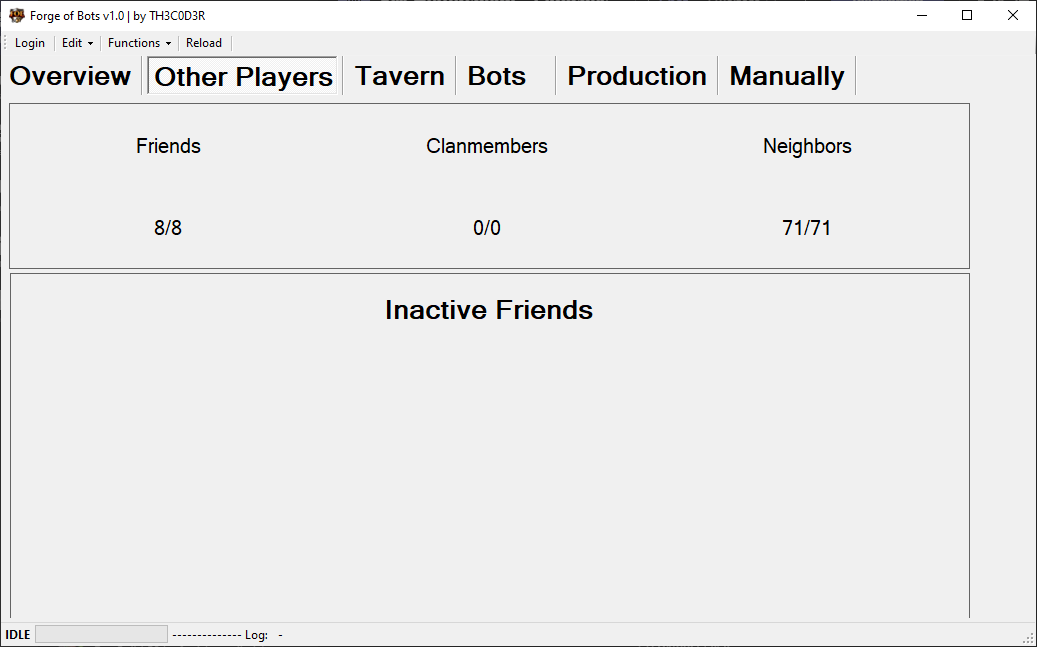 Forge of Bots v1.0 | by TH3C0D3R
Login Edit Functions Reload
Overview Other Players Tavern Bots Production Manually
Friends Clanmembers Neighbors
8/8 0/0 71/71
Inactive Friends
IDLE -------------- Log: -